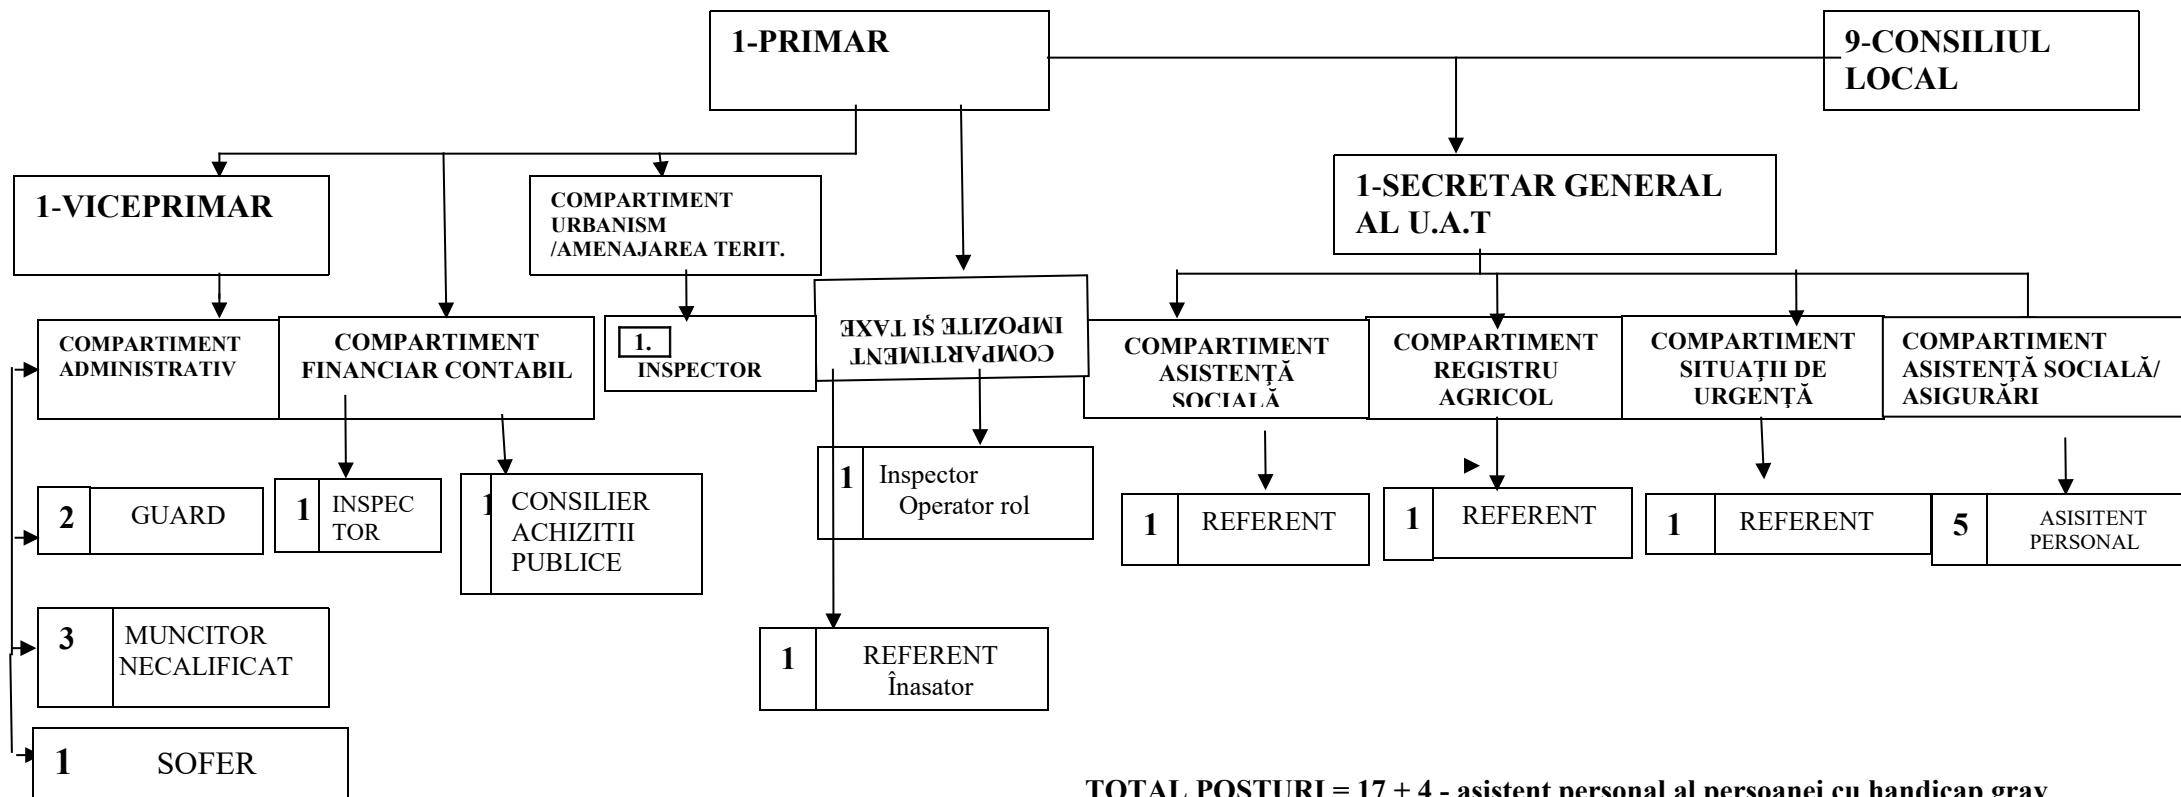 1-PRIMAR
9-CONSILIUL
LOCAL
1-VICEPRIMAR
COMPARTIMENT
URBANISM
/AMENAJAREA TERIT.
1-SECRETAR GENERAL
AL U.A.T
COMPARTIMENT
ADMINISTRATIV
COMPARTIMENT
FINANCIAR CONTABIL
1.
INSPECTOR
COMPARTIMENT
IMPOZITE ŞI TAXE
COMPARTIMENT
ASISTENŢĂ
SOCIALĂ
COMPARTIMENT
REGISTRU
AGRICOL
COMPARTIMENT
SITUAŢII DE
URGENŢĂ
COMPARTIMENT
ASISTENŢĂ SOCIALĂ/
ASIGURĂRI
2 GUARD
1 INSPEC
TOR
1 CONSILIER
ACHIZITII
PUBLICE
1 Inspector
Operator rol
1 REFERENT
1 REFERENT
1 REFERENT
5 ASISITENT
PERSONAL
3 MUNCITOR
NECALIFICAT
1 REFERENT
Înasator
1 SOFER
TOTAL POSTURI = 17 + 4 - asistent personal al persoanei cu handicap grav